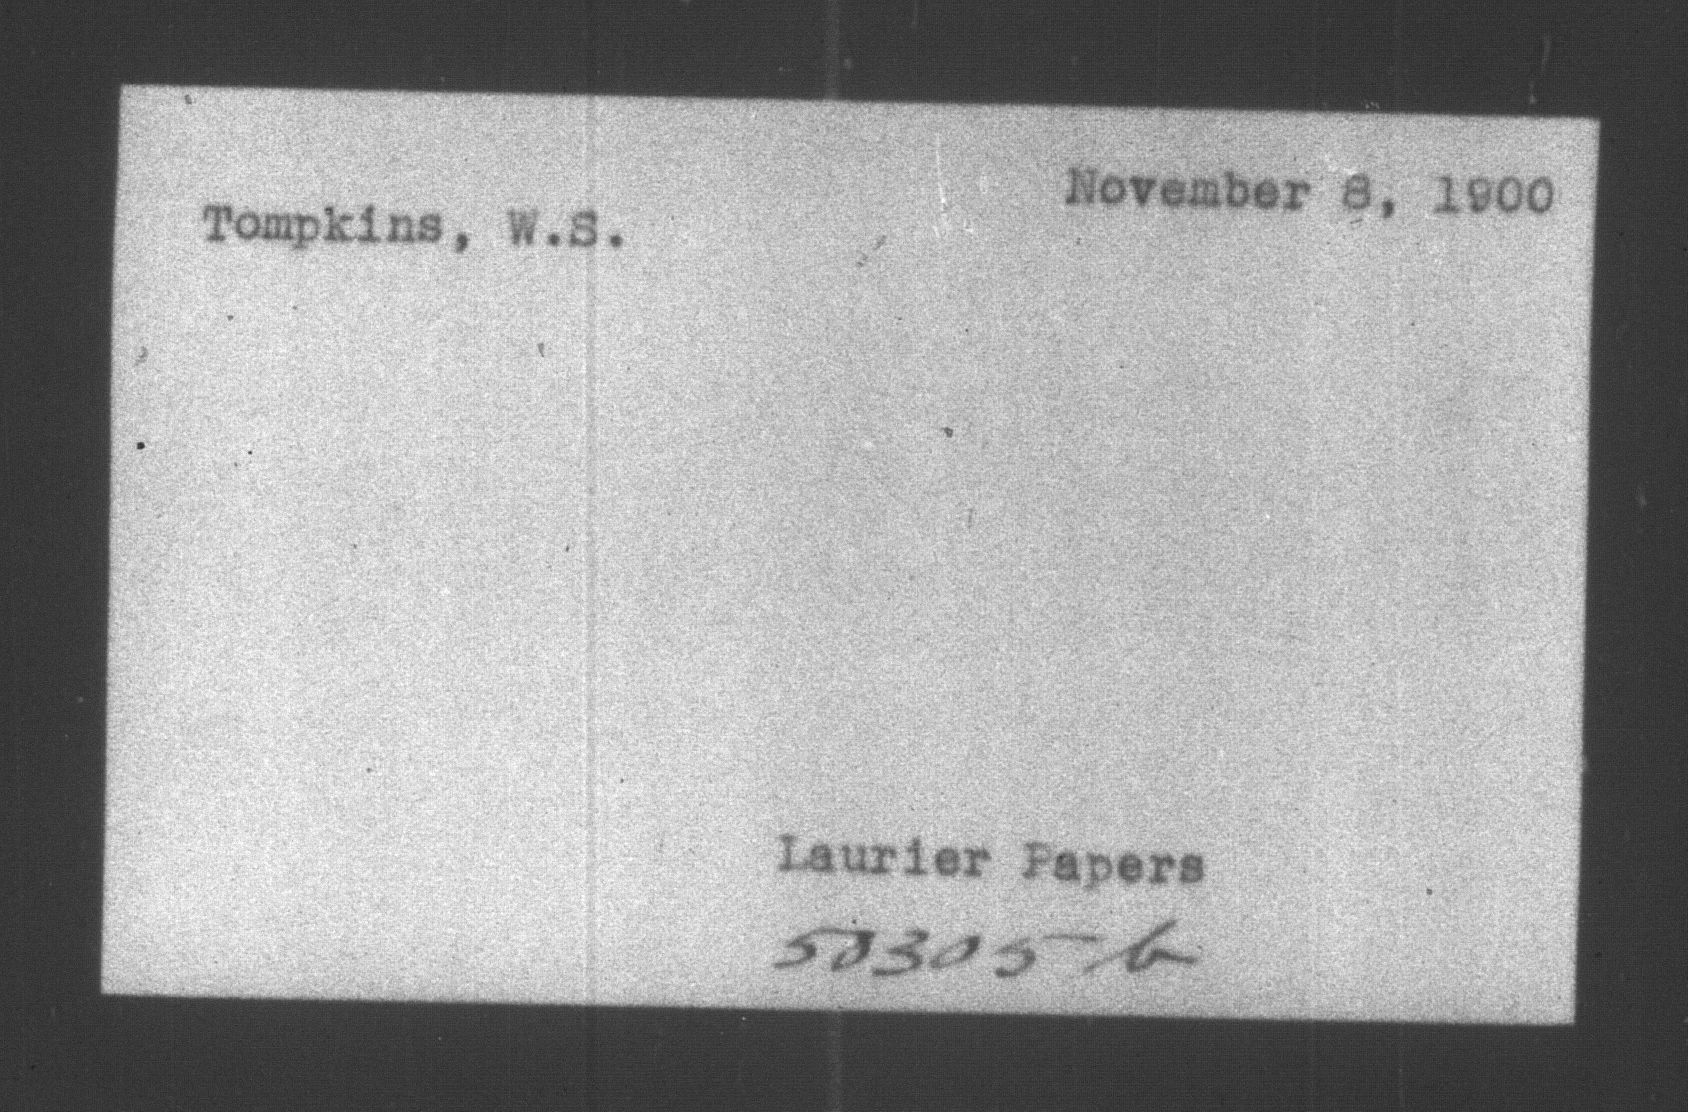 Tompkins, W.S.
November 8, 1900
Laurier Papers
50305-6